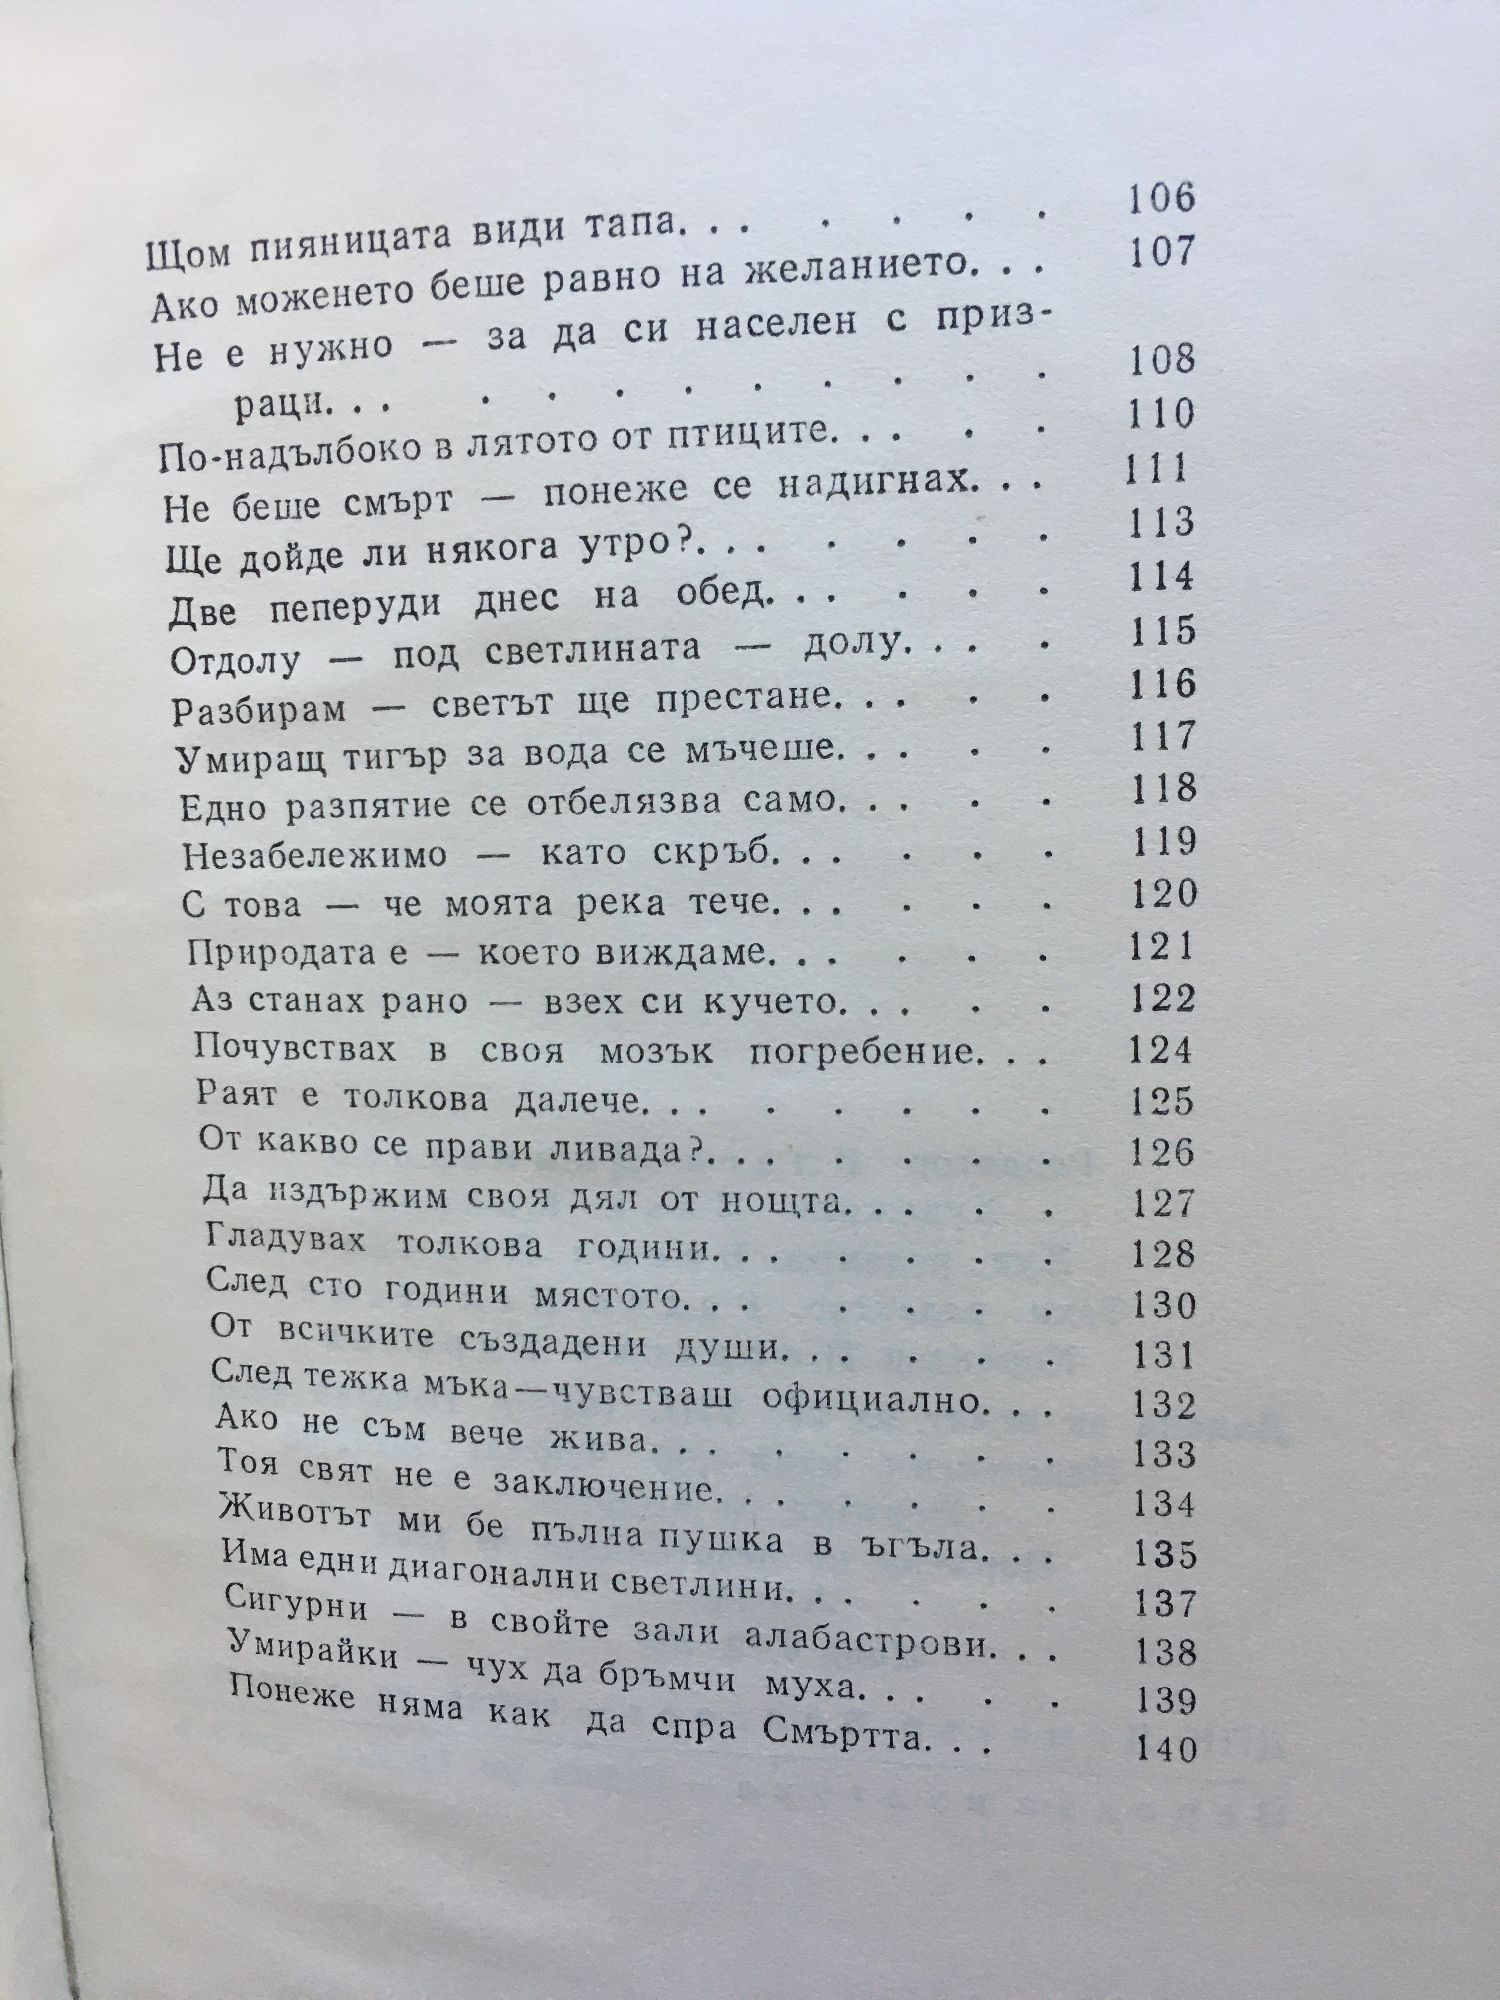 Щом пияницата види тапа. . . . . . . . 106
Ако можeнето беше равно на желанието. . . 107
Не е нужно — за да си населен с приз-
раци. . . . . . . . . . . . 108
По-надълбоко в лятото от птиците. . . . . 110
Не беше смърт — понеже се надигнах. . . 111
Ще дойде ли някога утро?. . . . . . . 113
Две пеперуди днес на обед. . . . . . 114
Отдолу — под светлината — долу. . . . 115
Разбирам — светът ще престане. . . . . 116
Умиращ тигър за вода се мъчеше. . . . . 117
Едно разпятие се отбелязва само. . . . . 118
Незабележимо — като скръб. . . . . . 119
С това — че моята река тече. . . . . . 120
Природата е — което виждаме. . . . . . 121
Аз станах рано — взех си кучето. . . . . 122
Почувствах в своя мозък погребение. . . 124
Раят е толкова далече. . . . . . . . 125
От какво се прави ливада?. . . . . . . 126
Да издържим своя дял от нощта. . . . . 127
Гладувах толкова години. . . . . . . 128
След сто години мястото. . . . . . . 130
От всичките създадени души. . . . . . 131
След тежка мъка—чувстваш официално. . . 132
Ако не съм вече жива. . . . . . . . 133
Тоя свят не е заключение. . . . . . . 134
Животът ми бе пълна пушка в ъгъла. . . 135
Има едни диагонални светлини. . . . . . 137
Сигурни — в свойте зали алабастрови. . . 138
Умирайки — чух да бръмчи муха. . . . . 139
Понеже няма как да спра Смъртта. . . 140